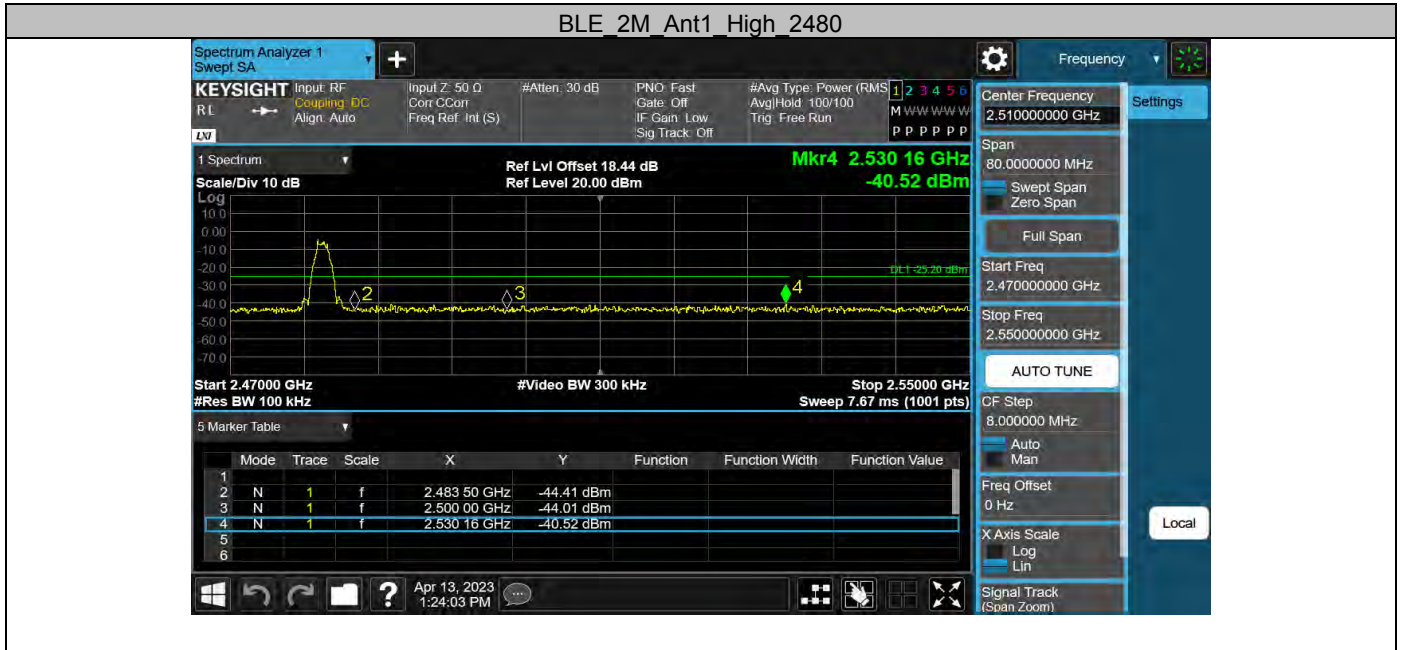 BLE_2M_Ant1_High_2480
Spectrum Analyzer 1
Swept SA
+
Frequency
KEYSIGHT
RL
LXI
Input: RF
Coupling: DC
Align: Auto
Input Z: 50 Ω
Corr CCorr
Freq Ref: Int (S)
#Atten: 30 dB
PNO: Fast
Gate: Off
IF Gain: Low
Sig Track: Off
#Avg Type: Power (RMS
Avg|Hold: 100/100
Trig: Free Run
1 2 3 4 5 6
M W W W W W
P P P P P P
1 Spectrum
Scale/Div 10 dB
Ref Lvl Offset 18.44 dB
Ref Level 20.00 dBm
Mkr4 2.530 16 GHz
-40.52 dBm
Log
10.0
0.00
-10.0
-20.0
-30.0
-40.0
-50.0
-60.0
-70.0
DL1 -25.20 dBm
2
3
4
Start 2.47000 GHz
#Res BW 100 kHz
#Video BW 300 kHz
Stop 2.55000 GHz
Sweep 7.67 ms (1001 pts)
5 Marker Table
Mode Trace Scale X Y Function Function Width Function Value
1
2 N 1 f 2.483 50 GHz -44.41 dBm
3 N 1 f 2.500 00 GHz -44.01 dBm
4 N 1 f 2.530 16 GHz -40.52 dBm
5
6
?
Apr 13, 2023
1:24:03 PM
Center Frequency
2.510000000 GHz
Span
80.0000000 MHz
Swept Span
Zero Span
Full Span
Start Freq
2.470000000 GHz
Stop Freq
2.550000000 GHz
AUTO TUNE
CF Step
8.000000 MHz
Auto
Man
Freq Offset
0 Hz
X Axis Scale
Log
Lin
Signal Track
(Span Zoom)
Settings
Local